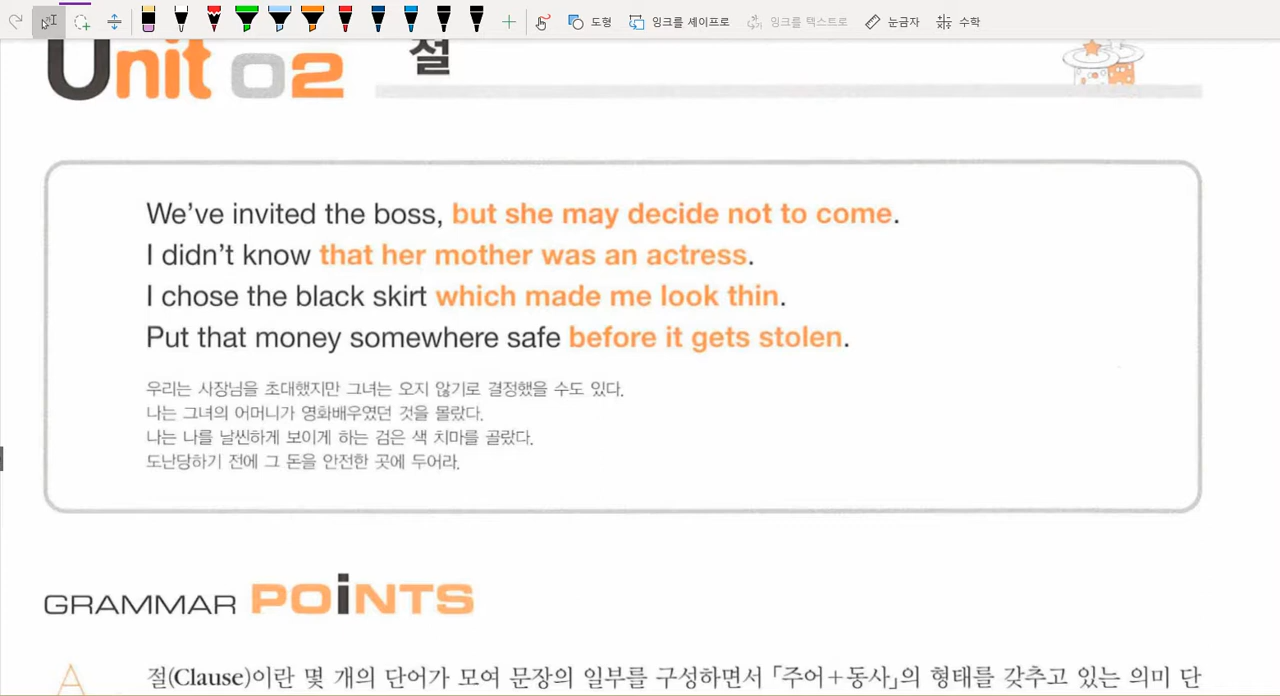 도형 잉크를 셰이프로 잉크를 텍스트로 눈금자 수학
Unit 02 절
We've invited the boss, but she may decide not to come.
I didn't know that her mother was an actress.
I chose the black skirt which made me look thin.
Put that money somewhere safe before it gets stolen.
우리는 사장님을 초대했지만 그녀는 오지 않기로 결정했을 수도 있다.
나는 그녀의 어머니가 영화배우였던 것을 몰랐다.
나는 나를 날씬하게 보이게 하는 검은 색 치마를 골랐다.
도난당하기 전에 그 돈을 안전한 곳에 두어라.
GRAMMAR POiNTS
A 절(Clause)이란 몇 개의 단어가 모여 문장의 일부를 구성하면서 「주어+동사」의 형태를 갖추고 있는 의미 단